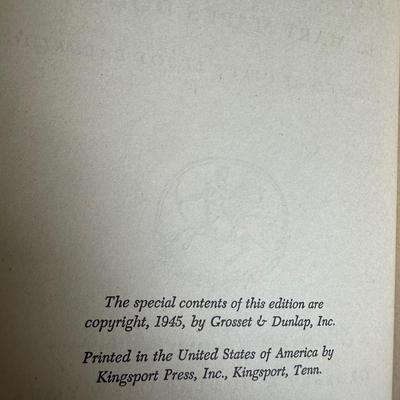 The special contents of this edition are
copyright, 1945, by Grosset & Dunlap, Inc.
Printed in the United States of America by
Kingsport Press, Inc., Kingsport, Tenn.